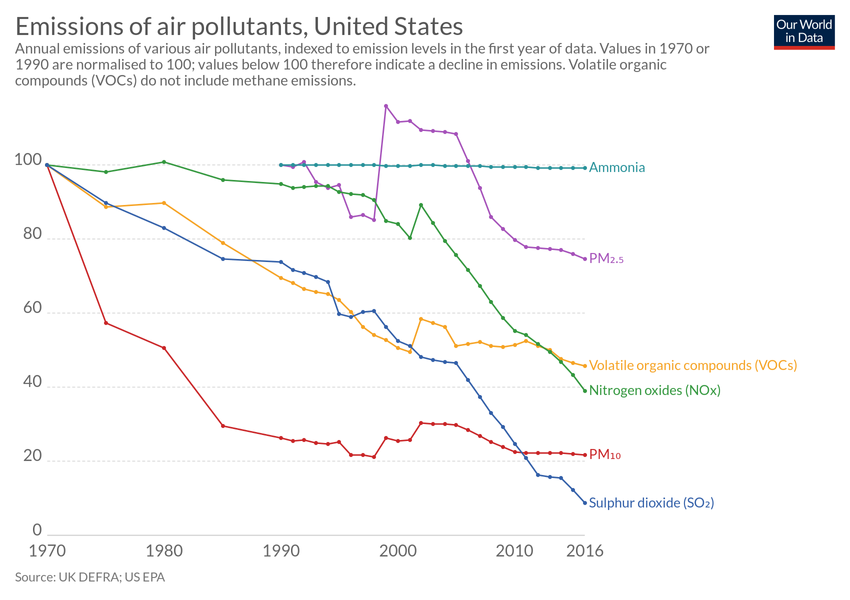 Emissions of air pollutants, United States
Our World
in Data
Annual emissions of various air pollutants, indexed to emission levels in the first year of data. Values in 1970 or
1990 are normalised to 100; values below 100 therefore indicate a decline in emissions. Volatile organic
compounds (VOCs) do not include methane emissions.
100
80
60
40
20
0
Ammonia
PM₂.₅
Volatile organic compounds (VOCs)
Nitrogen oxides (NOx)
PM₁₀
Sulphur dioxide (SO₂)
1970 1980 1990 2000 2010 2016
Source: UK DEFRA; US EPA